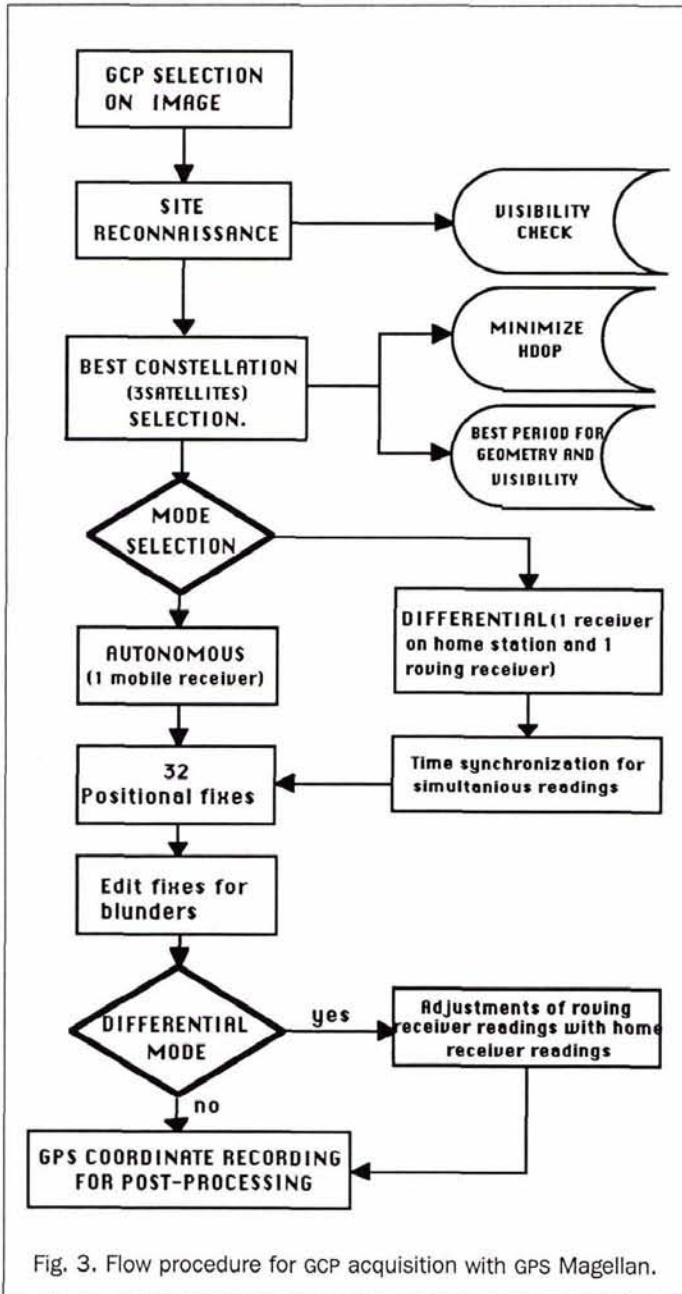 GCP SELECTION
ON IMAGE
SITE
RECONNAISSANCE
VISIBILITY
CHECK
BEST CONSTELLATION
(3SATELLITES)
SELECTION.
MINIMIZE
HDOP
BEST PERIOD FOR
GEOMETRY AND
VISIBILITY
MODE
SELECTION
AUTONOMOUS
(1 mobile receiver)
DIFFERENTIAL(1 receiver
on home station and 1
roving receiver)
32
Positional fixes
Time synchronization for
simultanious readings
Edit fixes for
blunders
DIFFERENTIAL
MODE
yes
Adjustments of roving
receiver readings with home
receiver readings
no
GPS COORDINATE RECORDING
FOR POST-PROCESSING
Fig. 3. Flow procedure for GCP acquisition with GPS Magellan.